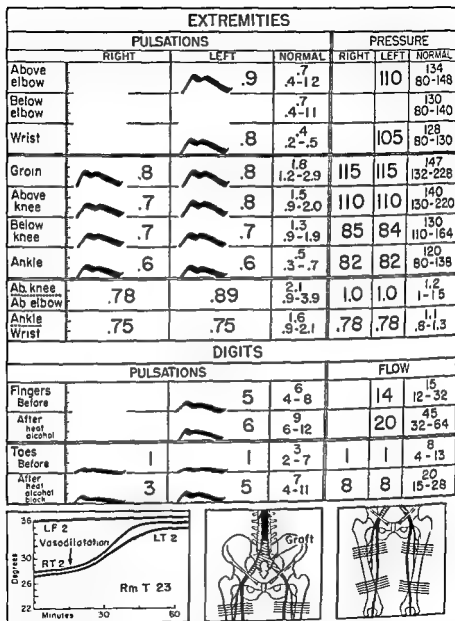 EXTREMITIES
PULSATIONS PRESSURE
RIGHT LEFT NORMAL RIGHT LEFT NORMAL
Above elbow .9 .7 .4-1.2 110 134 80-148
Below elbow .7 .4-1.1 130 80-140
Wrist .8 .4 .2-.5 105 128 80-130
Groin .8 .8 1.8 1.2-2.9 115 115 147 132-228
Above knee .7 .8 1.5 .9-2.0 110 110 140 130-220
Below knee .7 .7 1.3 .9-1.9 85 84 130 110-164
Ankle .6 .6 .5 .3-.7 82 82 120 80-138
Ab. knee Ab elbow .78 .89 2.1 .9-3.9 1.0 1.0 1.2 1-1.5
Ankle Wrist .75 .75 1.6 .9-2.1 .78 .78 1.1 .8-1.3
DIGITS
PULSATIONS FLOW
Fingers Before 5 6 4-8 14 15 12-32
After heat alcohol 6 9 6-12 20 45 32-64
Toes Before 1 1 3 2-7 1 1 8 4-13
After heat alcohol block 3 5 7 4-11 8 8 20 15-28
36
LF 2
Vasodilatation
LT 2
30
RT 2
Degrees
Rm T 23
22
0 30 60
Minutes
Graft